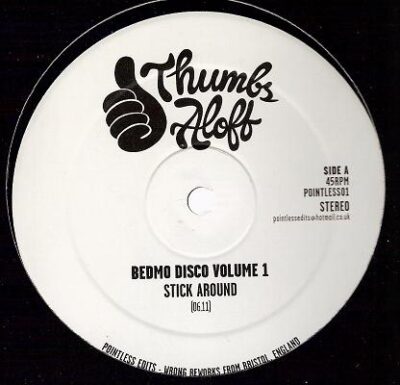 Thumbs
Aloft
SIDE A
45RPM
POINTLESS01
STEREO
pointlessedits@hotmail.co.uk
BEDMO DISCO VOLUME 1
STICK AROUND
[06.11]
POINTLESS EDITS - WRONG REWORKS FROM BRISTOL, ENGLAND